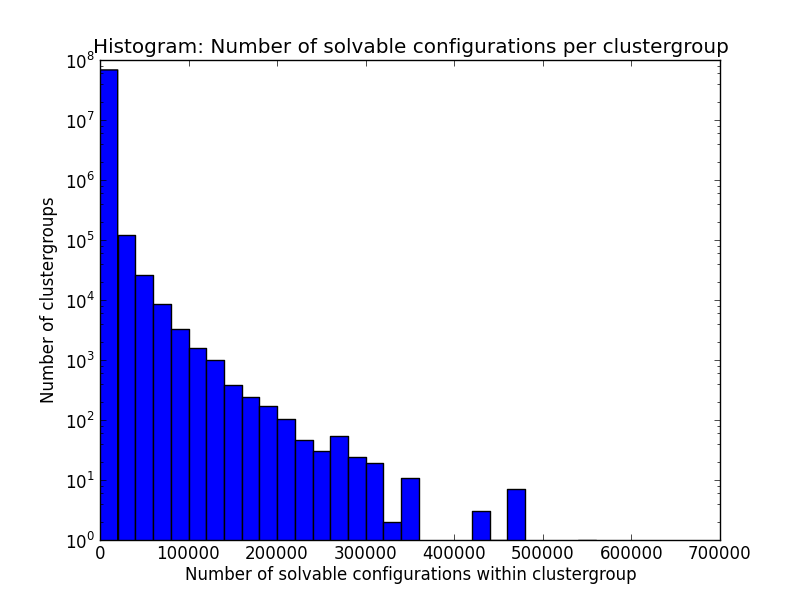 Histogram: Number of solvable configurations per clustergroup
10^8
10^7
10^6
10^5
10^4
10^3
10^2
10^1
10^0
Number of clustergroups
0 100000 200000 300000 400000 500000 600000 700000
Number of solvable configurations within clustergroup